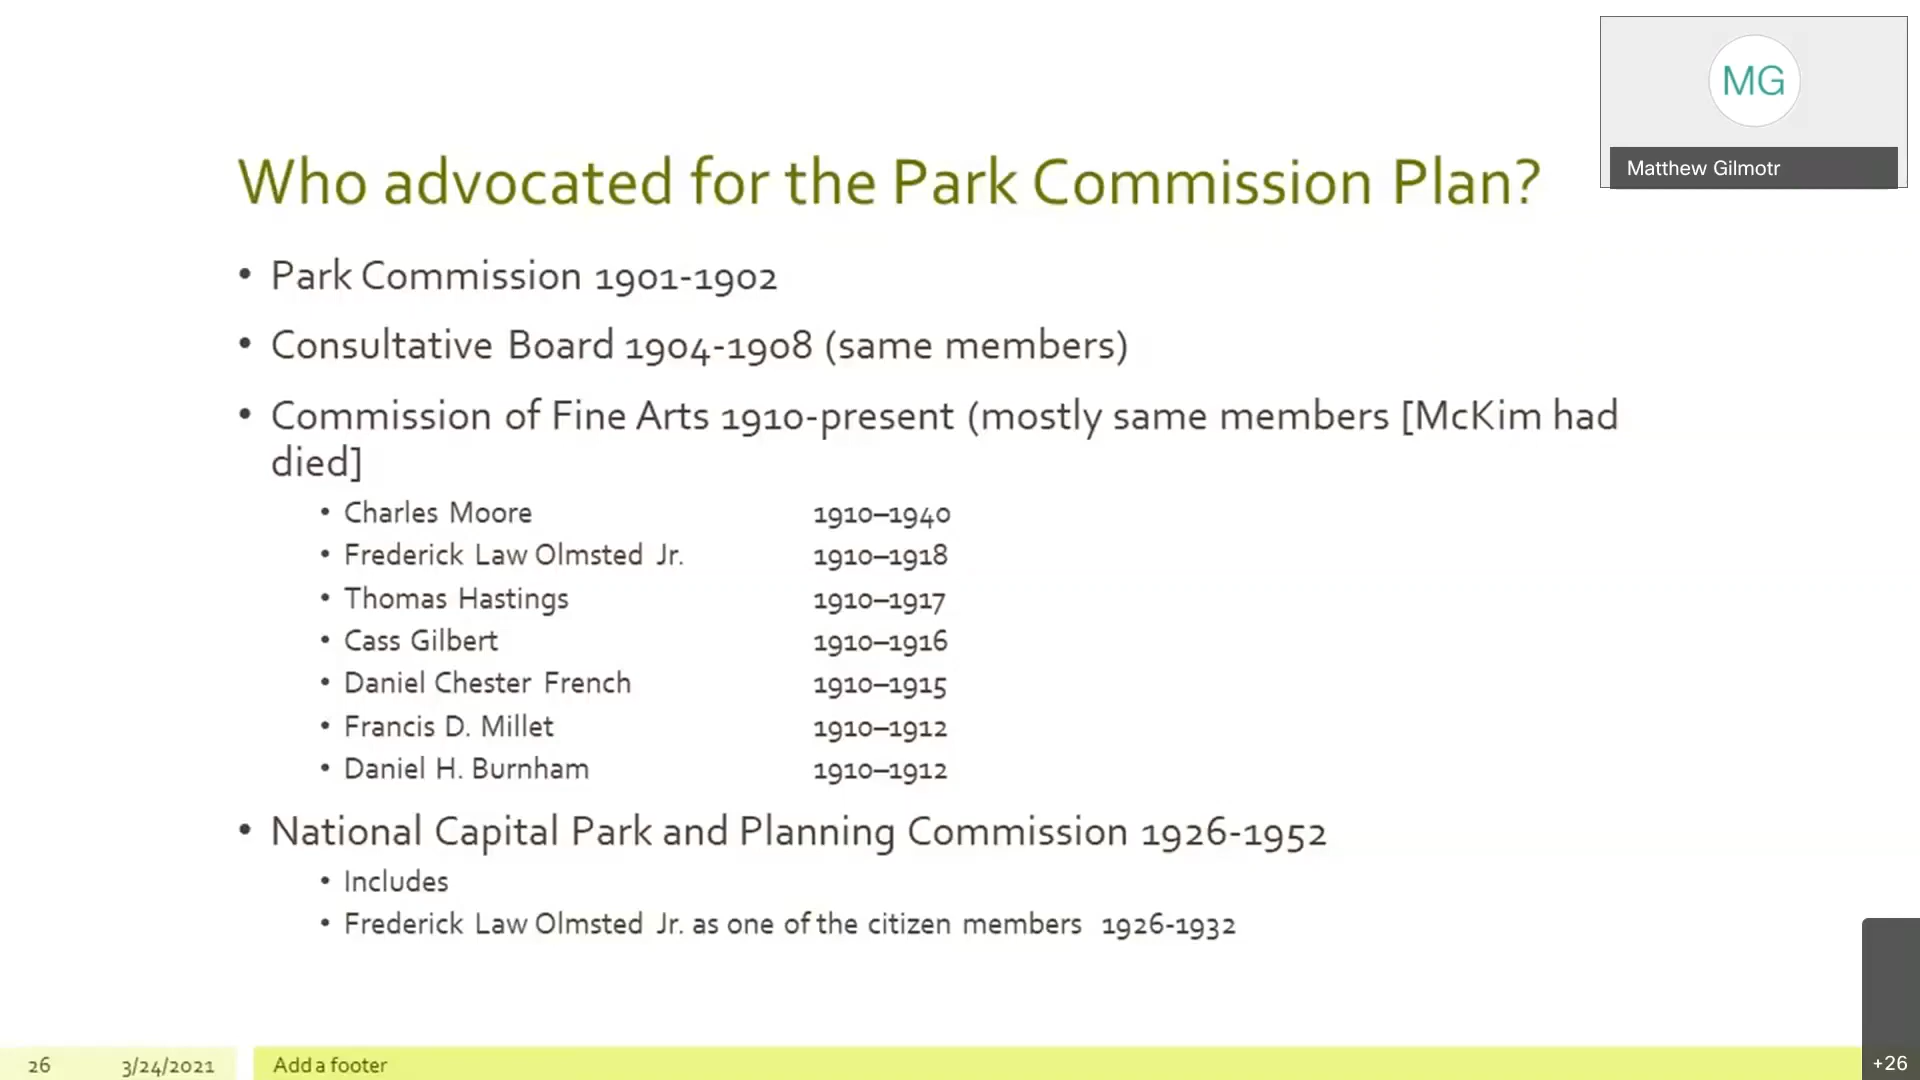 MG
Matthew Gilmotr
Who advocated for the Park Commission Plan?
• Park Commission 1901-1902
• Consultative Board 1904-1908 (same members)
• Commission of Fine Arts 1910-present (mostly same members [McKim had
died]
• Charles Moore 1910–1940
• Frederick Law Olmsted Jr. 1910–1918
• Thomas Hastings 1910–1917
• Cass Gilbert 1910–1916
• Daniel Chester French 1910–1915
• Francis D. Millet 1910–1912
• Daniel H. Burnham 1910–1912
• National Capital Park and Planning Commission 1926-1952
• Includes
• Frederick Law Olmsted Jr. as one of the citizen members 1926-1932
26 3/24/2021 Add a footer
+26